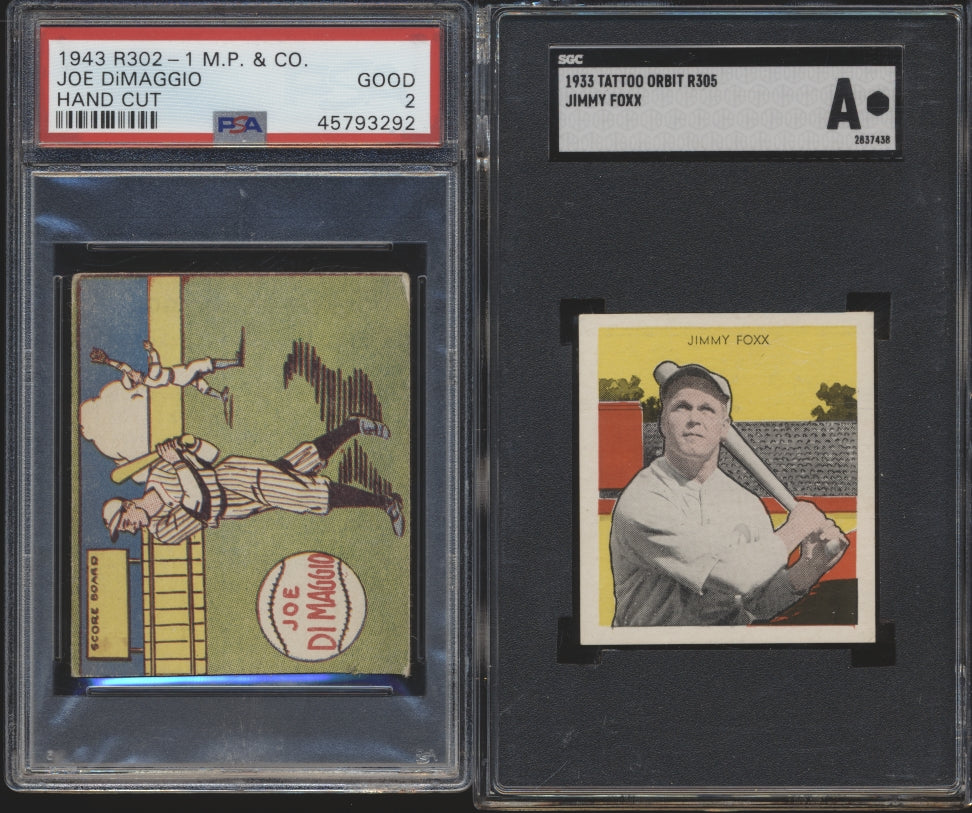 1943 R302-1 M.P. & CO.
JOE DiMAGGIO GOOD
HAND CUT 2
PSA 45793292
SCORE BOARD
JOE
DI MAGGIO
SGC
1933 TATTOO ORBIT R305
JIMMY FOXX
A
2837438
JIMMY FOXX